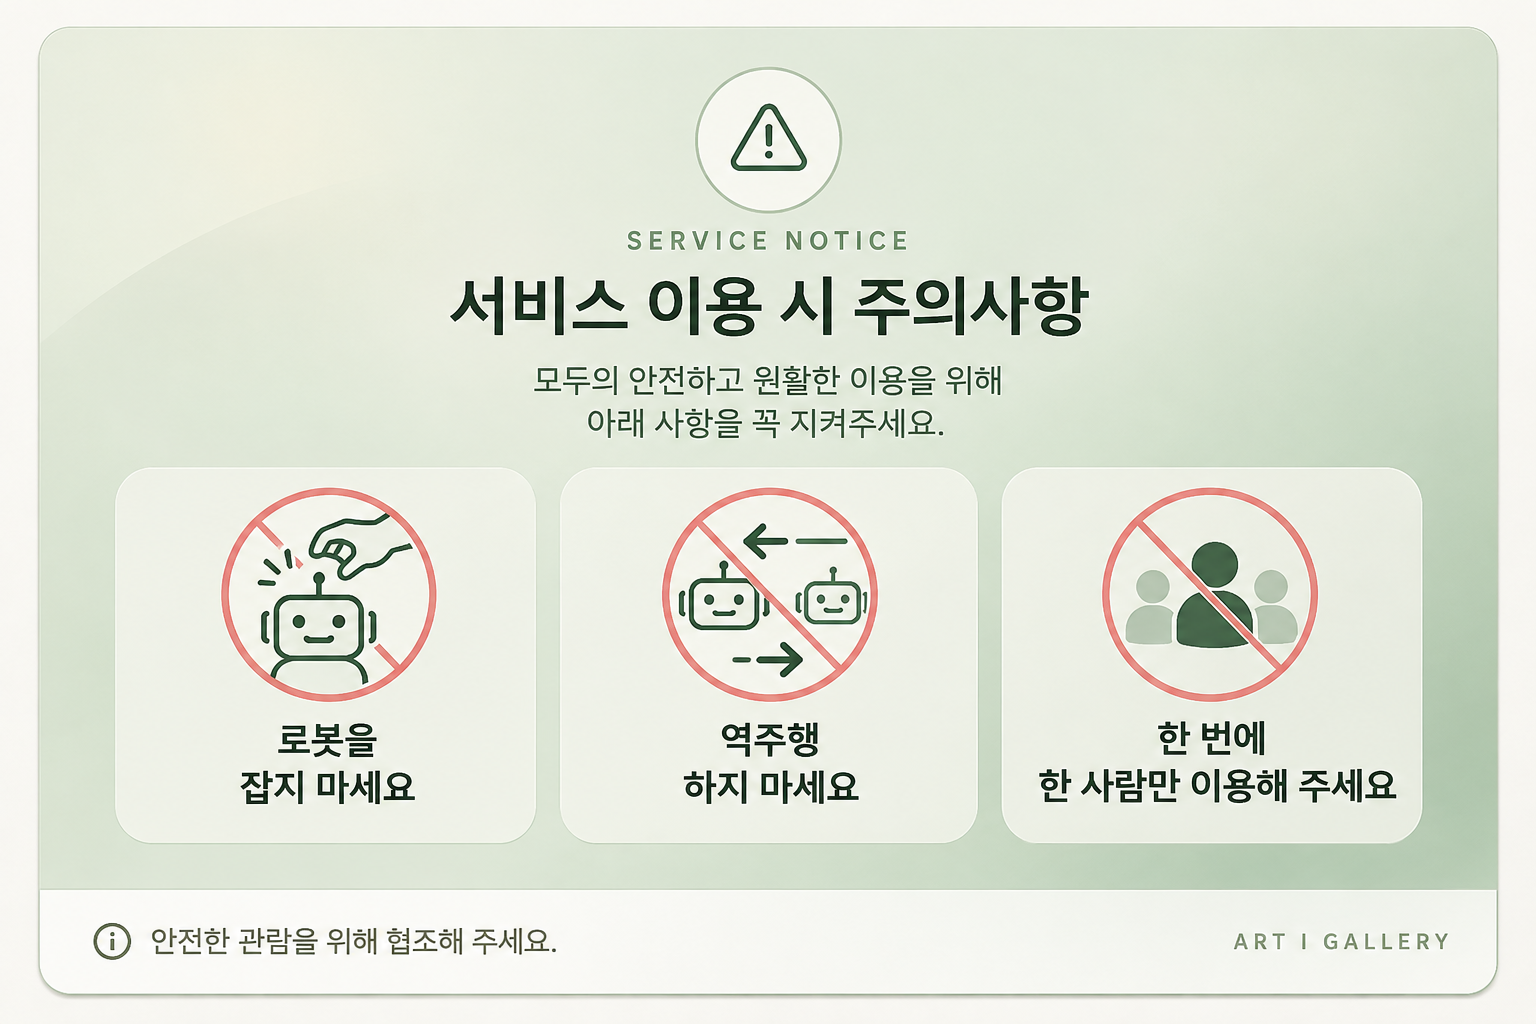 SERVICE NOTICE
서비스 이용 시 주의사항
모두의 안전하고 원활한 이용을 위해
아래 사항을 꼭 지켜주세요.
로봇을
잡지 마세요
역주행
하지 마세요
한 번에
한 사람만 이용해 주세요
안전한 관람을 위해 협조해 주세요.
ART I GALLERY